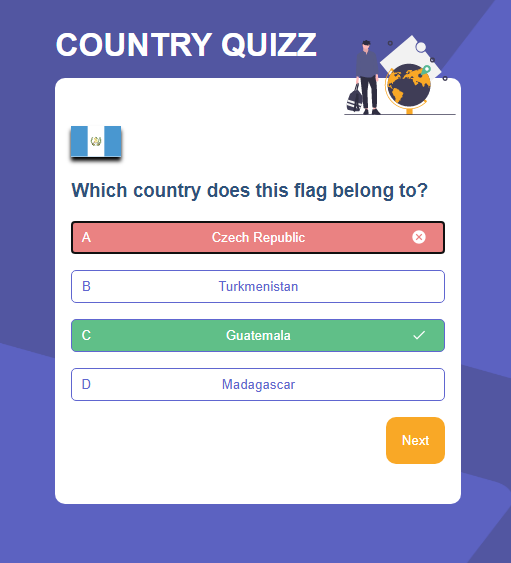 COUNTRY QUIZZ
Which country does this flag belong to?
A Czech Republic
B Turkmenistan
C Guatemala
D Madagascar
Next